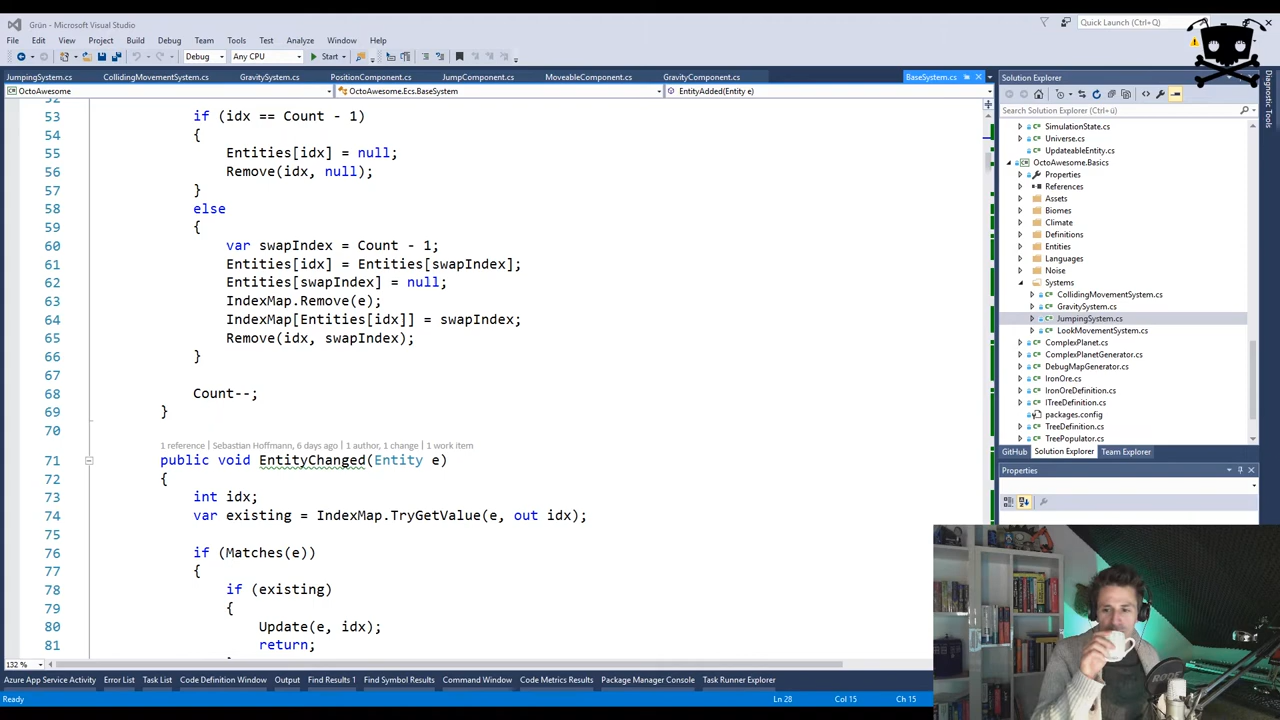 Grün - Microsoft Visual Studio
Quick Launch (Ctrl+Q)
File Edit View Project Build Debug Team Tools Test Analyze Window Help
Debug Any CPU Start
JumpingSystem.cs CollidingMovementSystem.cs GravitySystem.cs PositionComponent.cs JumpComponent.cs MoveableComponent.cs GravityComponent.cs BaseSystem.cs
OctoAwesome OctoAwesome.Ecs.BaseSystem EntityAdded(Entity e)
53 if (idx == Count - 1)
54 {
55 Entities[idx] = null;
56 Remove(idx, null);
57 }
58 else
59 {
60 var swapIndex = Count - 1;
61 Entities[idx] = Entities[swapIndex];
62 Entities[swapIndex] = null;
63 IndexMap.Remove(e);
64 IndexMap[Entities[idx]] = swapIndex;
65 Remove(idx, swapIndex);
66 }
67
68 Count--;
69 }
70
1 reference | Sebastian Hoffmann, 6 days ago | 1 author, 1 change | 1 work item
71 public void EntityChanged(Entity e)
72 {
73 int idx;
74 var existing = IndexMap.TryGetValue(e, out idx);
75
76 if (Matches(e))
77 {
78 if (existing)
79 {
80 Update(e, idx);
81 return;
132 %
Solution Explorer
Search Solution Explorer (Ctrl+ü)
SimulationState.cs
Universe.cs
UpdateableEntity.cs
OctoAwesome.Basics
Properties
References
Assets
Biomes
Climate
Definitions
Entities
Languages
Noise
Systems
CollidingMovementSystem.cs
GravitySystem.cs
JumpingSystem.cs
LookMovementSystem.cs
ComplexPlanet.cs
ComplexPlanetGenerator.cs
DebugMapGenerator.cs
IronOre.cs
IronOreDefinition.cs
ITreeDefinition.cs
packages.config
TreeDefinition.cs
TreePopulator.cs
GitHub Solution Explorer Team Explorer
Properties
Diagnostic Tools
Azure App Service Activity Error List Task List Code Definition Window Output Find Results 1 Find Symbol Results Command Window Code Metrics Results Package Manager Console Task Runner Explorer
Ready Ln 28 Col 15 Ch 15